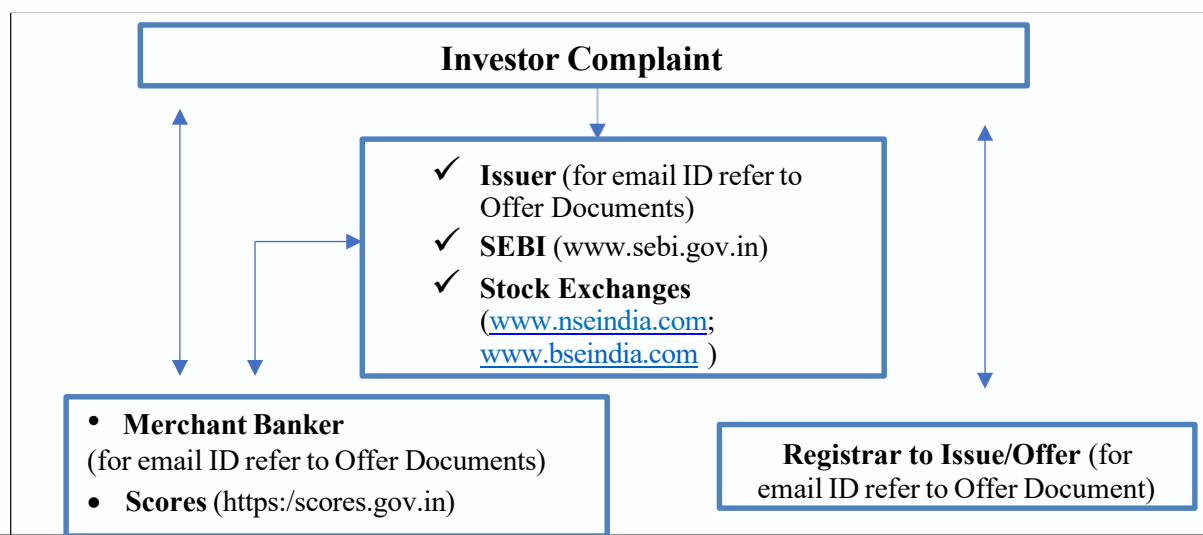 Investor Complaint
✓ Issuer (for email ID refer to
Offer Documents)
✓ SEBI (www.sebi.gov.in)
✓ Stock Exchanges
(www.nseindia.com;
www.bseindia.com )
• Merchant Banker
(for email ID refer to Offer Documents)
• Scores (https:/scores.gov.in)
Registrar to Issue/Offer (for
email ID refer to Offer Document)